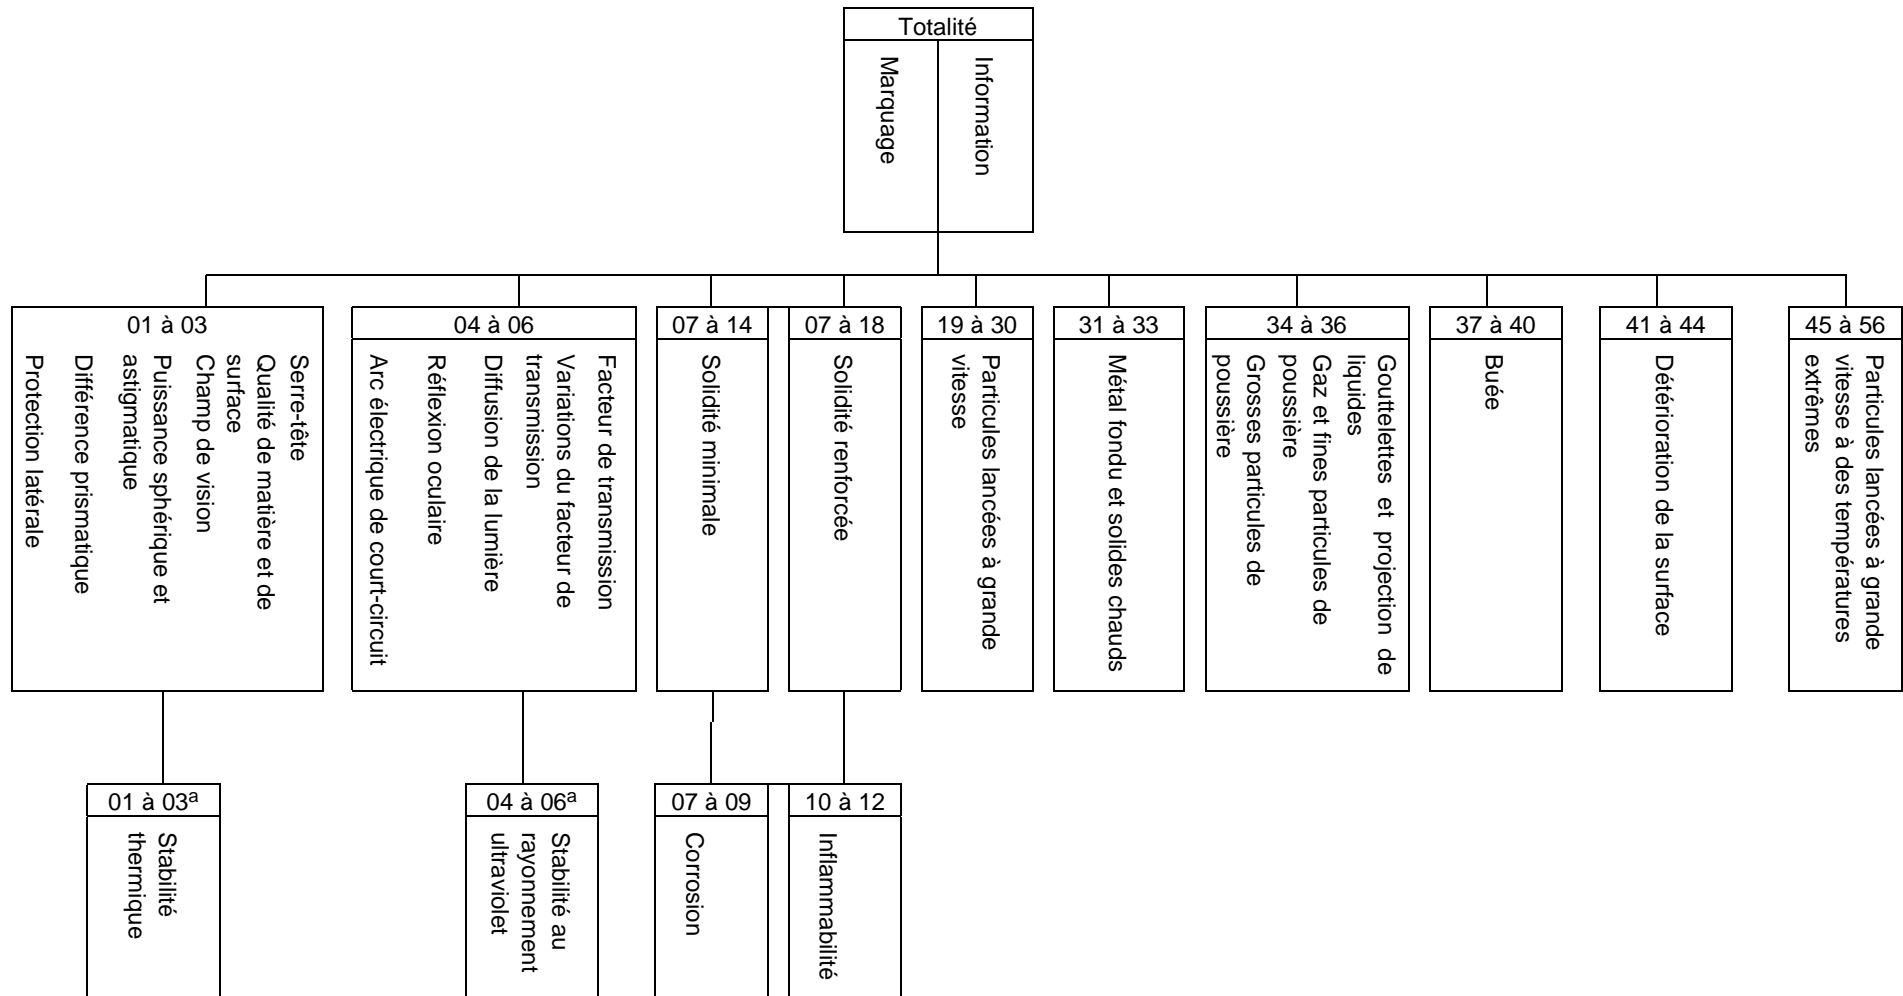 Totalité
Information
Marquage
01 à 03
Serre-tête
Qualité de matière et de
surface
Champ de vision
Puissance sphérique et
astigmatique
Différence prismatique
Protection latérale
04 à 06
Facteur de transmission
Variations du facteur de
transmission
Diffusion de la lumière
Réflexion oculaire
Arc électrique de court-circuit
07 à 14
Solidité minimale
07 à 18
Solidité renforcée
19 à 30
Particules lancées à grande
vitesse
31 à 33
Métal fondu et solides chauds
34 à 36
Gouttelettes et projection de
liquides
Gaz et fines particules de
poussière
Grosses particules de
poussière
37 à 40
Buée
41 à 44
Détérioration de la surface
45 à 56
Particules lancées à grande
vitesse à des températures
extrêmes
01 à 03a
Stabilité
thermique
04 à 06a
Stabilité au
rayonnement
ultraviolet
07 à 09
Corrosion
10 à 12
Inflammabilité